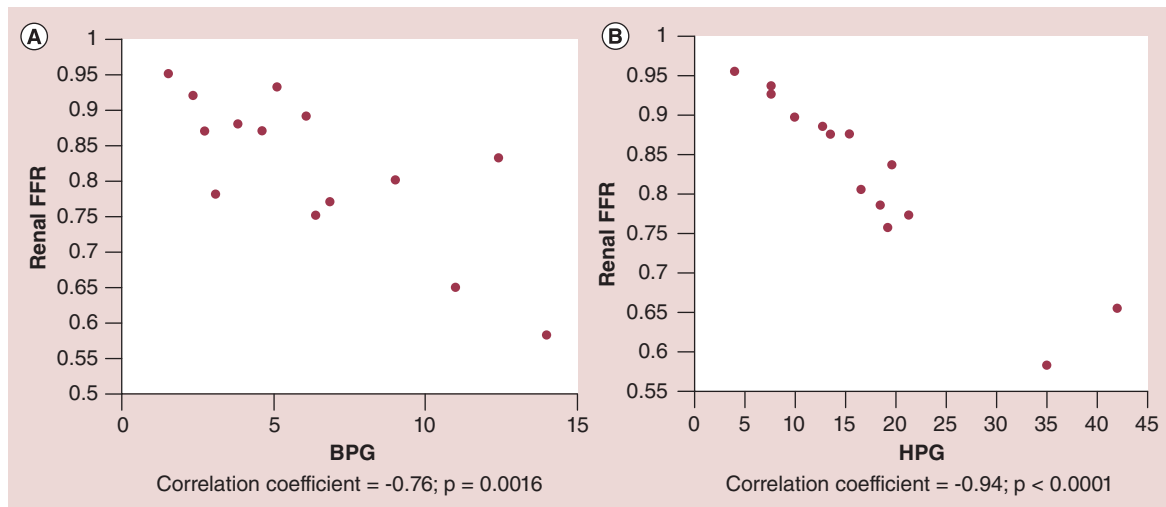 A
1
0.95
0.9
0.85
0.8
0.75
0.7
0.65
0.6
0.55
0.5
Renal FFR
0 5 10 15
BPG
Correlation coefficient = -0.76; p = 0.0016
B
1
0.95
0.9
0.85
0.8
0.75
0.7
0.65
0.6
0.55
Renal FFR
0 5 10 15 20 25 30 35 40 45
HPG
Correlation coefficient = -0.94; p < 0.0001